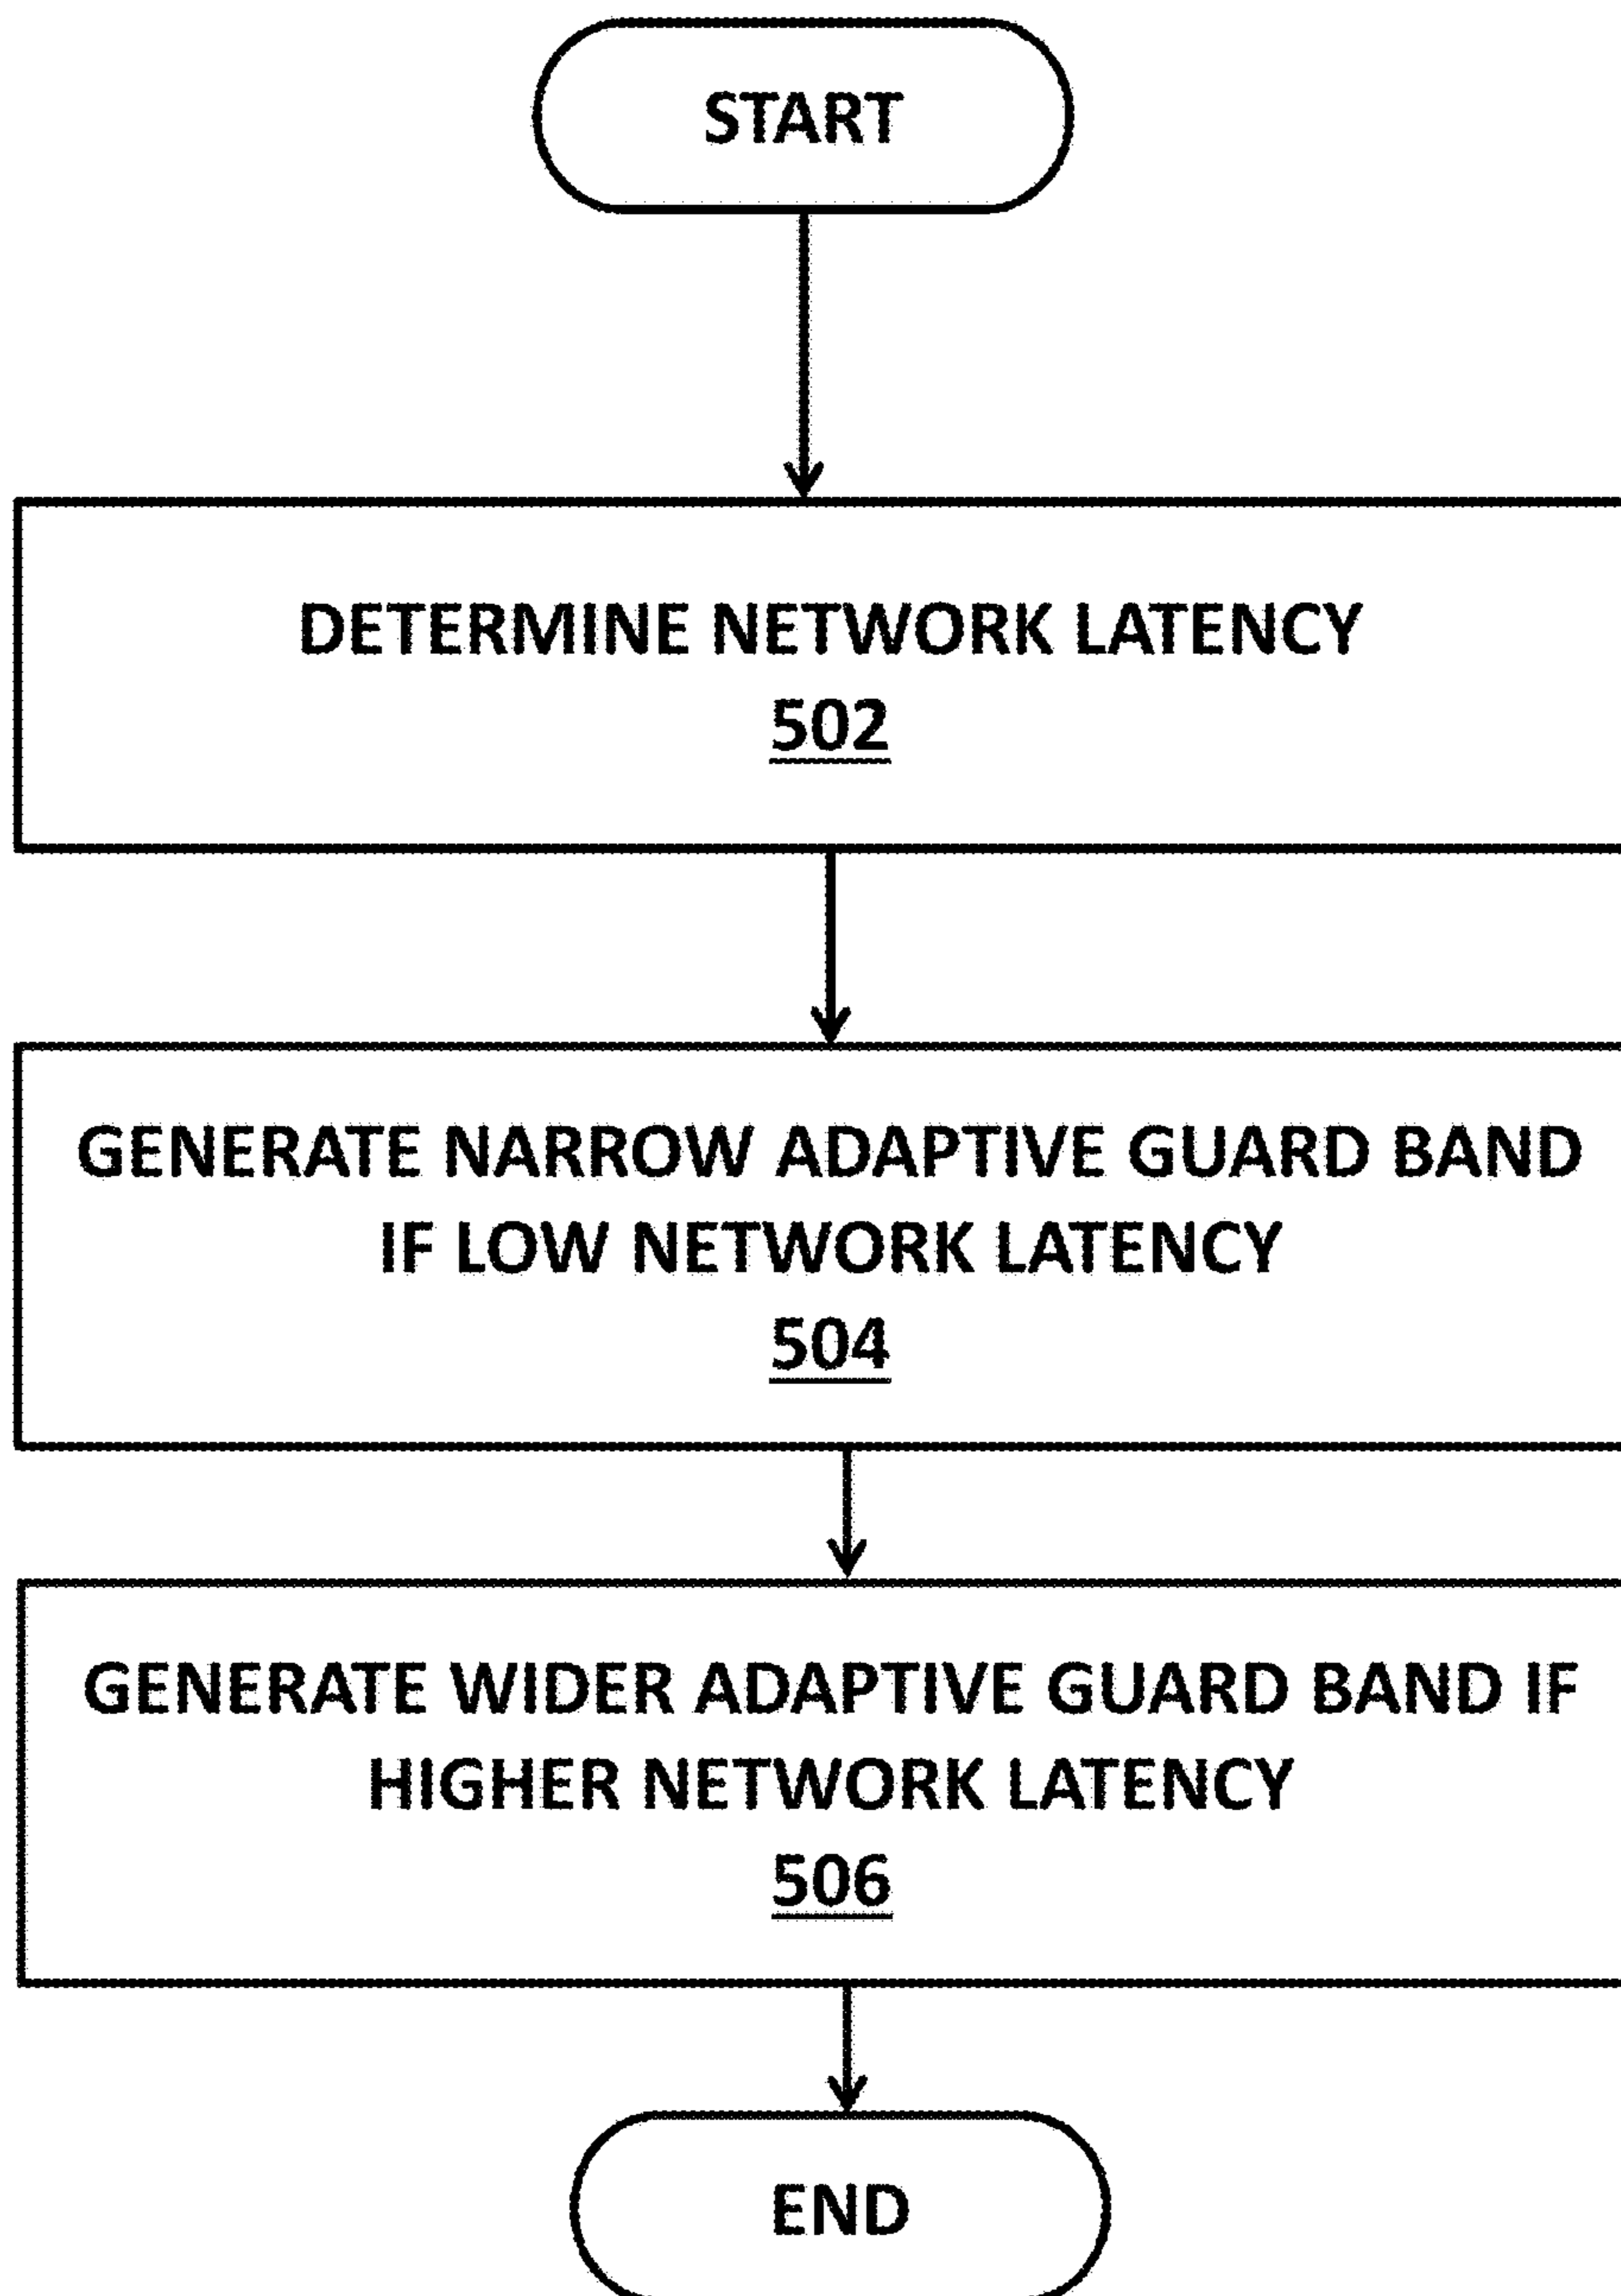 START
DETERMINE NETWORK LATENCY
502
GENERATE NARROW ADAPTIVE GUARD BAND
IF LOW NETWORK LATENCY
504
GENERATE WIDER ADAPTIVE GUARD BAND IF
HIGHER NETWORK LATENCY
506
END